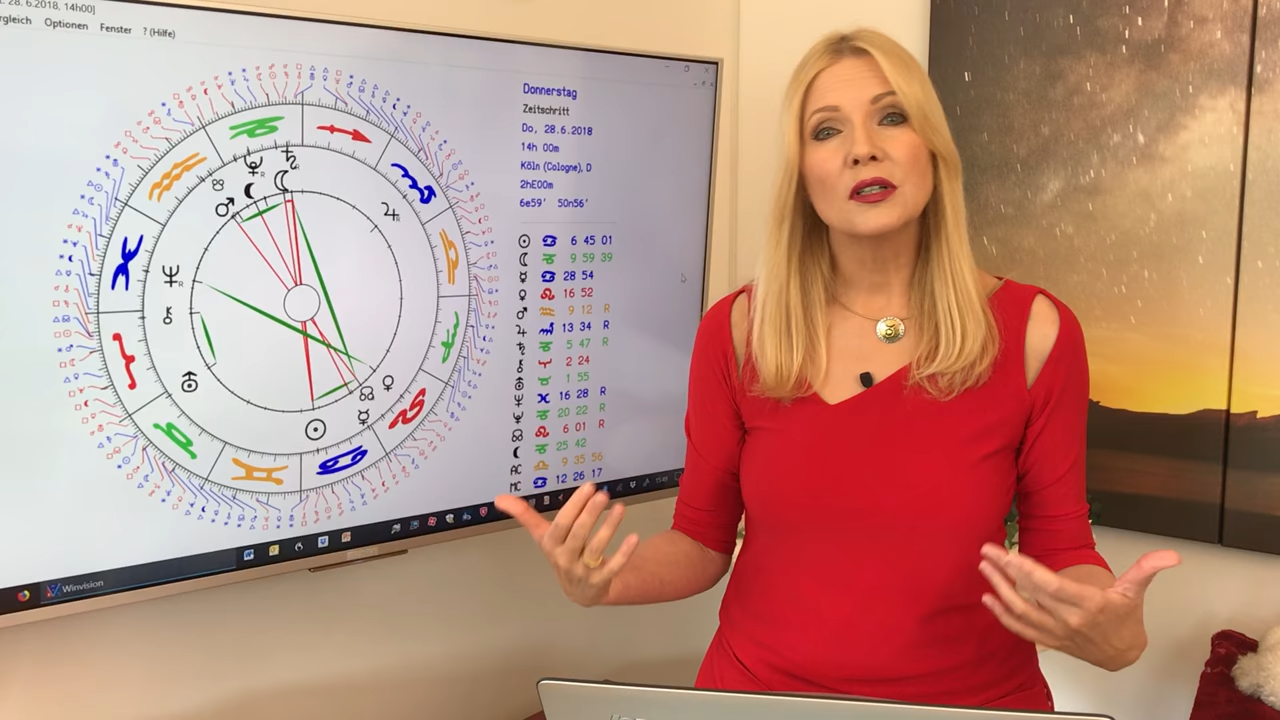 28.6.2018, 14h00]
rgleich Optionen Fenster ? (Hilfe)
Donnerstag
Zeitschritt
Do, 28.6.2018
14h 00m
Köln (Cologne), D
2hE00m
6e59' 50n56'
☉ ♋ 6 45 01
☾ ♑ 9 59 39
☿ ♋ 28 54
♀ ♌ 16 52
♂ ♒ 9 12 R
♃ ♏ 13 34 R
♄ ♑ 5 47 R
⚷ ♈ 2 24
⛢ ♉ 1 55
♆ ♓ 16 28 R
♇ ♑ 20 22 R
☊ ♌ 6 01 R
⚸ ♑ 25 42
AC ♎ 9 35 56
MC ♋ 12 26 17
Winvision